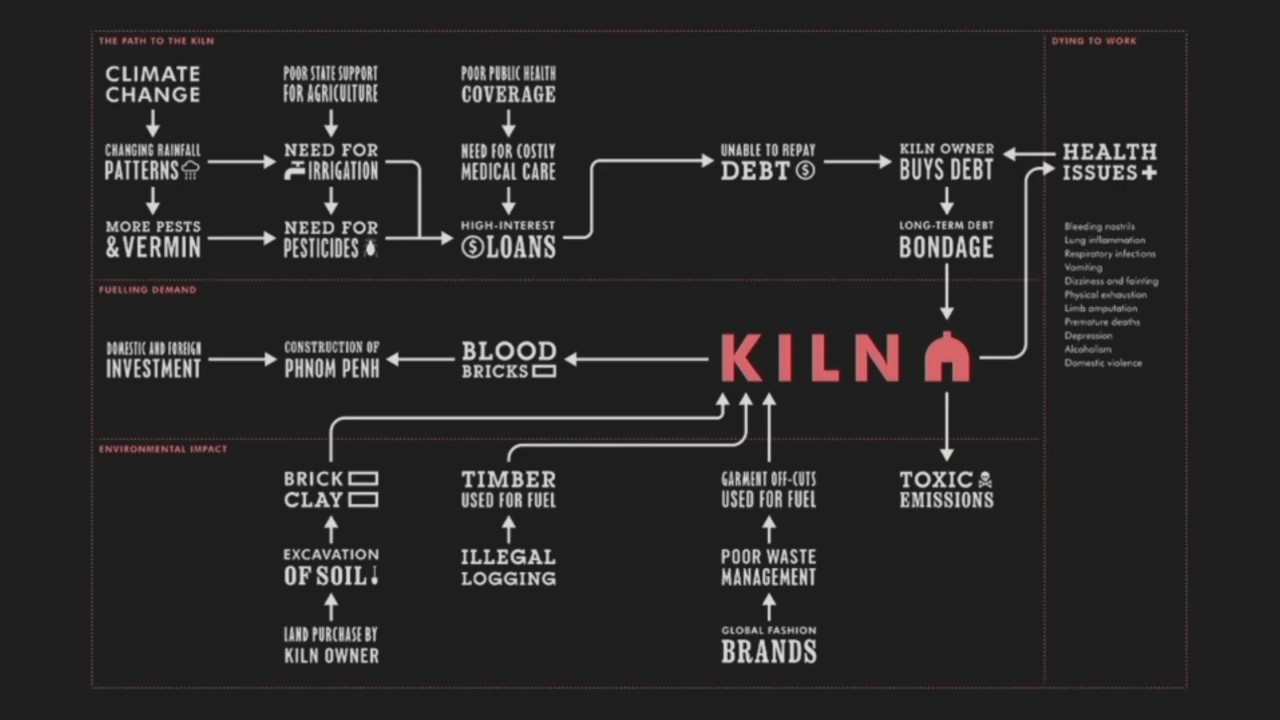 THE PATH TO THE KILN
CLIMATE
CHANGE
CHANGING RAINFALL
PATTERNS
MORE PESTS
& VERMIN
POOR STATE SUPPORT
FOR AGRICULTURE
NEED FOR
IRRIGATION
NEED FOR
PESTICIDES
POOR PUBLIC HEALTH
COVERAGE
NEED FOR COSTLY
MEDICAL CARE
HIGH-INTEREST
$ LOANS
UNABLE TO REPAY
DEBT $
KILN OWNER
BUYS DEBT
LONG-TERM DEBT
BONDAGE
DYING TO WORK
HEALTH
ISSUES
Bleeding nostrils
Lung inflammation
Respiratory infections
Vomiting
Dizziness and fainting
Physical exhaustion
Limb amputation
Premature deaths
Depression
Alcoholism
Domestic violence
FUELLING DEMAND
DOMESTIC AND FOREIGN
INVESTMENT
CONSTRUCTION OF
PHNOM PENH
BLOOD
BRICKS
KILN
ENVIRONMENTAL IMPACT
BRICK
CLAY
EXCAVATION
OF SOIL
LAND PURCHASE BY
KILN OWNER
TIMBER
USED FOR FUEL
ILLEGAL
LOGGING
GARMENT OFF-CUTS
USED FOR FUEL
POOR WASTE
MANAGEMENT
GLOBAL FASHION
BRANDS
TOXIC
EMISSIONS